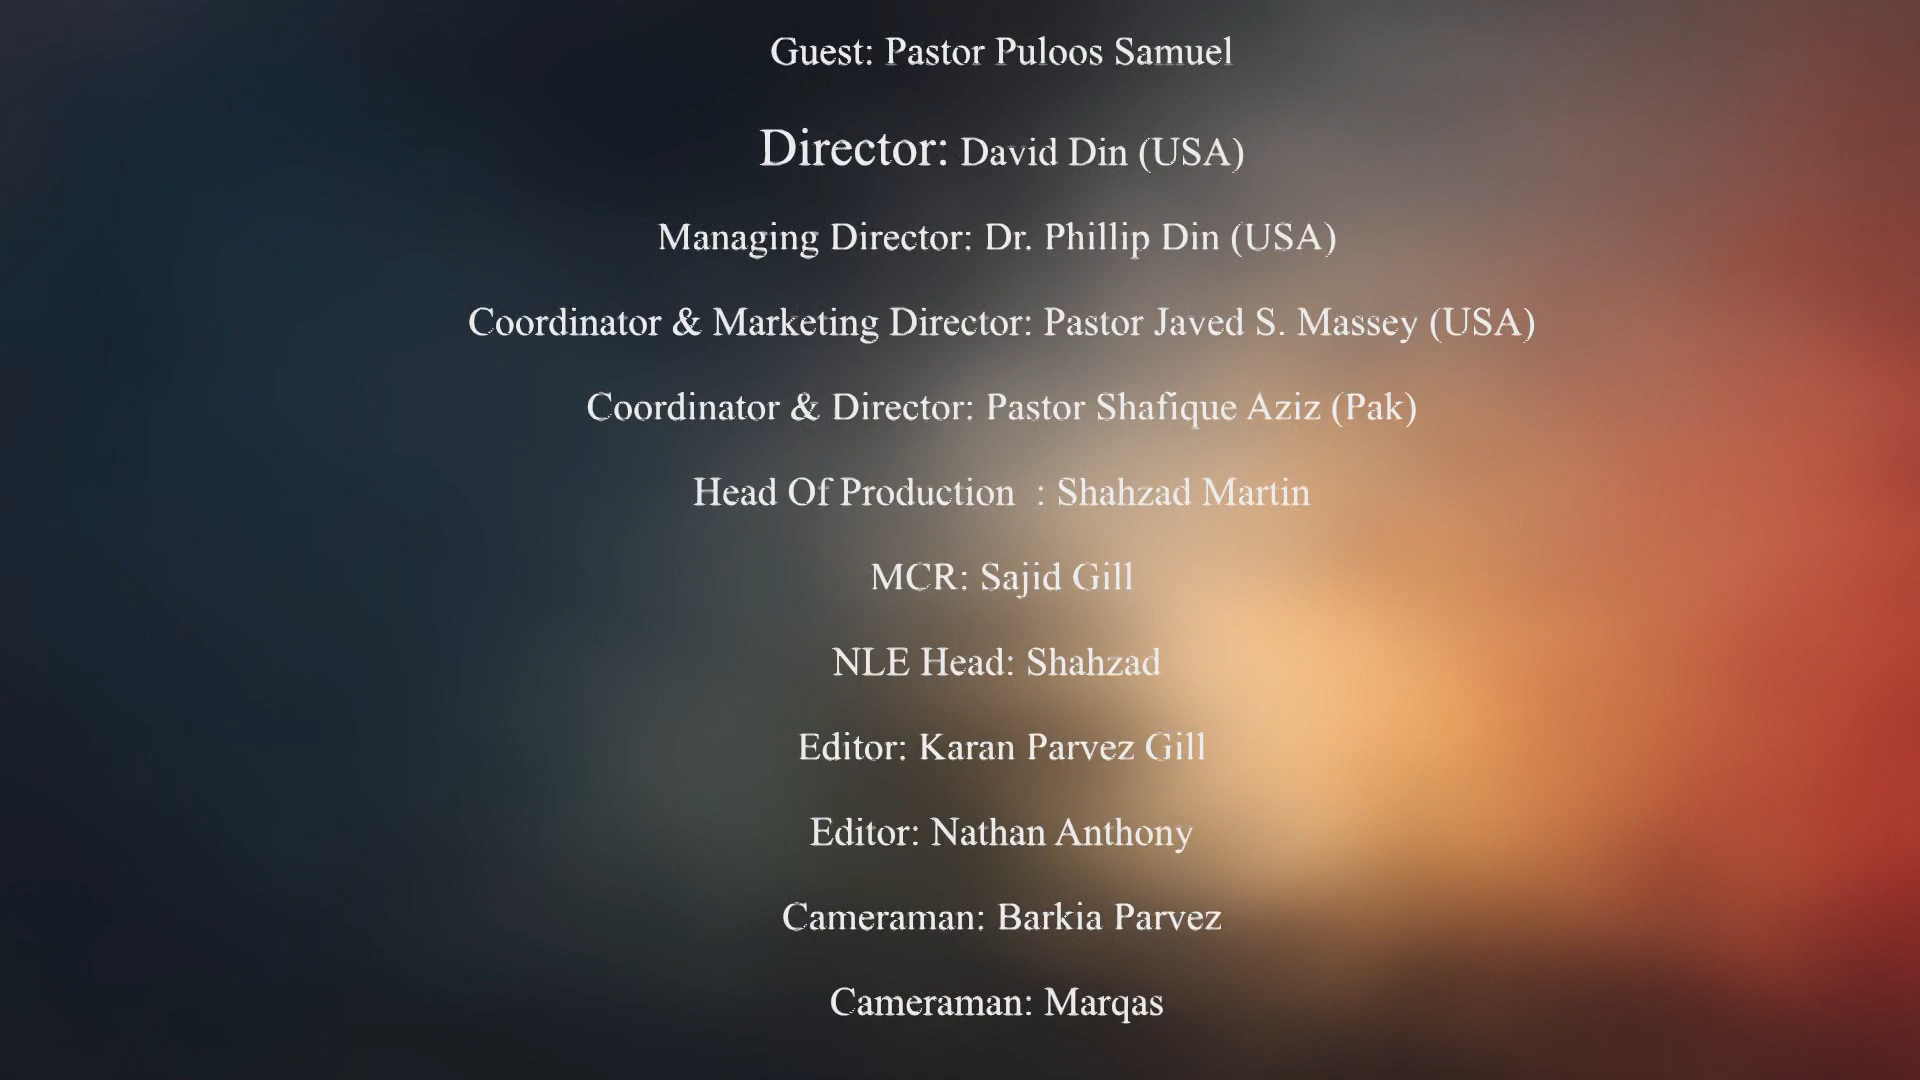 Guest: Pastor Puloos Samuel
Director: David Din (USA)
Managing Director: Dr. Phillip Din (USA)
Coordinator & Marketing Director: Pastor Javed S. Massey (USA)
Coordinator & Director: Pastor Shafique Aziz (Pak)
Head Of Production  : Shahzad Martin
MCR: Sajid Gill
NLE Head: Shahzad
Editor: Karan Parvez Gill
Editor: Nathan Anthony
Cameraman: Barkia Parvez
Cameraman: Marqas